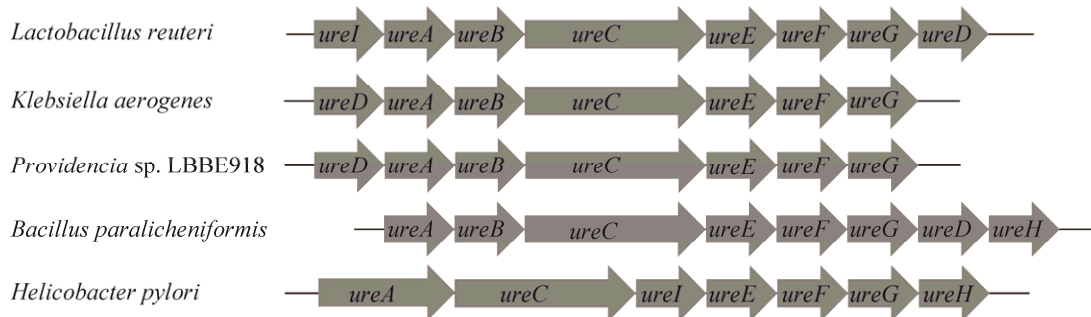 Lactobacillus reuteri ureI ureA ureB ureC ureE ureF ureG ureD
Klebsiella aerogenes ureD ureA ureB ureC ureE ureF ureG
Providencia sp. LBBE918 ureD ureA ureB ureC ureE ureF ureG
Bacillus paralicheniformis ureA ureB ureC ureE ureF ureG ureD ureH
Helicobacter pylori ureA ureC ureI ureE ureF ureG ureH